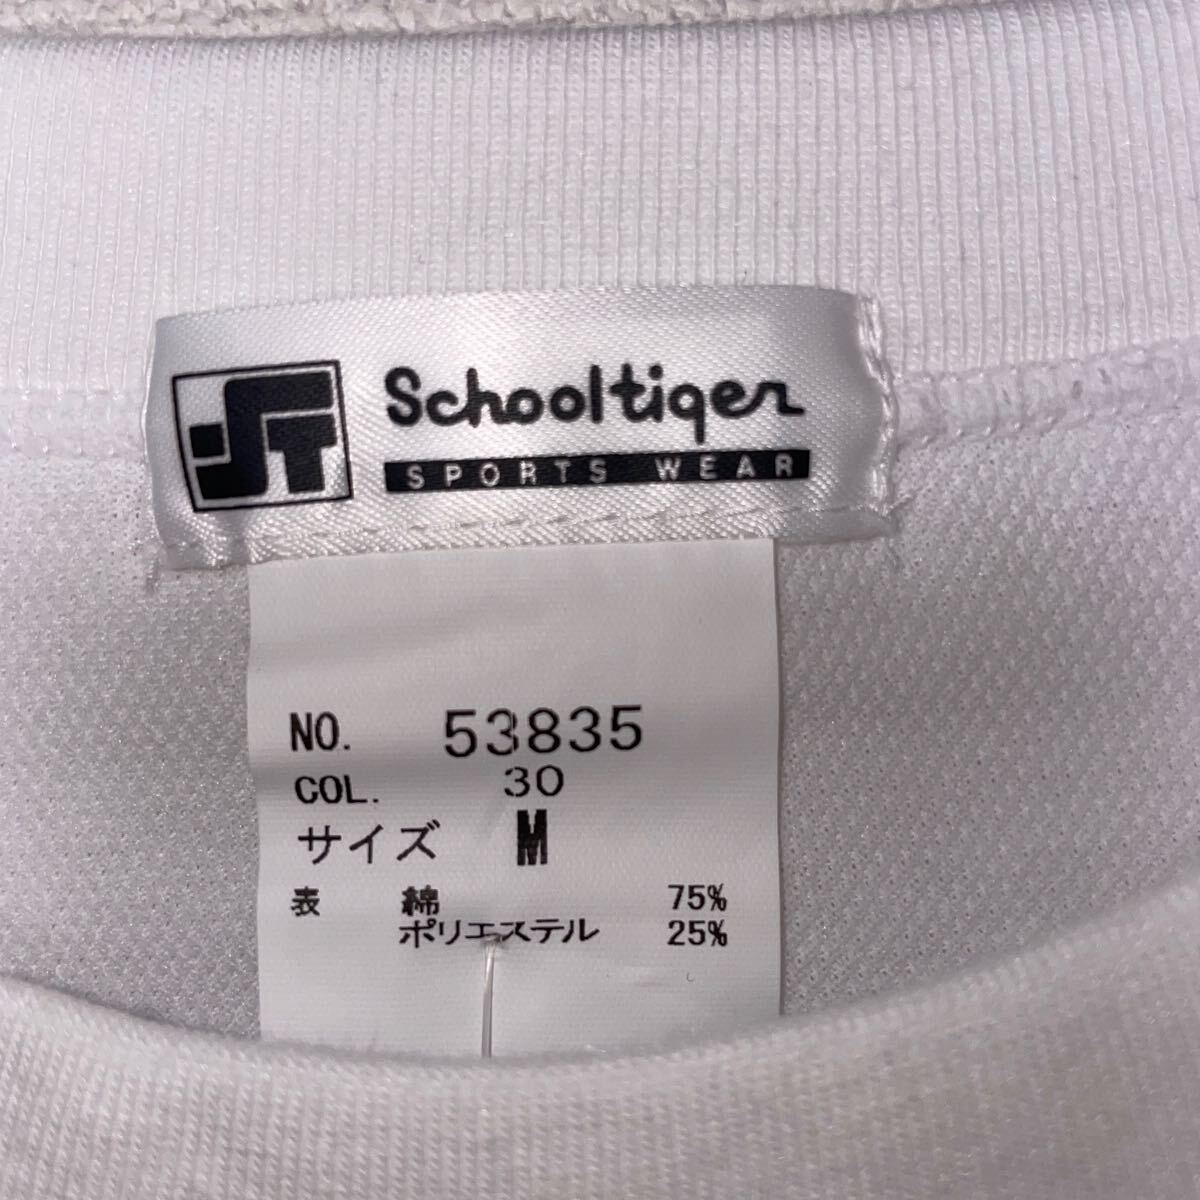 ST
Schooltiger
SPORTS WEAR
NO. 53835
COL. 30
サイズ M
表 綿 75%
ポリエステル 25%